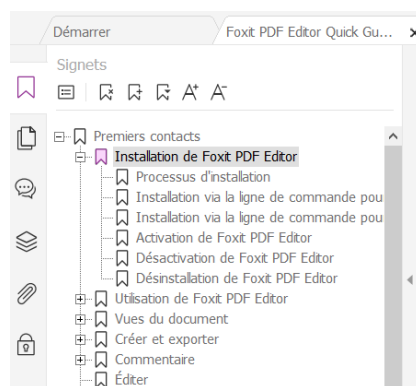 Démarrer
Foxit PDF Editor Quick Gu...
Signets
Premiers contacts
Installation de Foxit PDF Editor
Processus d'installation
Installation via la ligne de commande pou
Installation via la ligne de commande pou
Activation de Foxit PDF Editor
Désactivation de Foxit PDF Editor
Désinstallation de Foxit PDF Editor
Utilisation de Foxit PDF Editor
Vues du document
Créer et exporter
Commentaire
Éditer